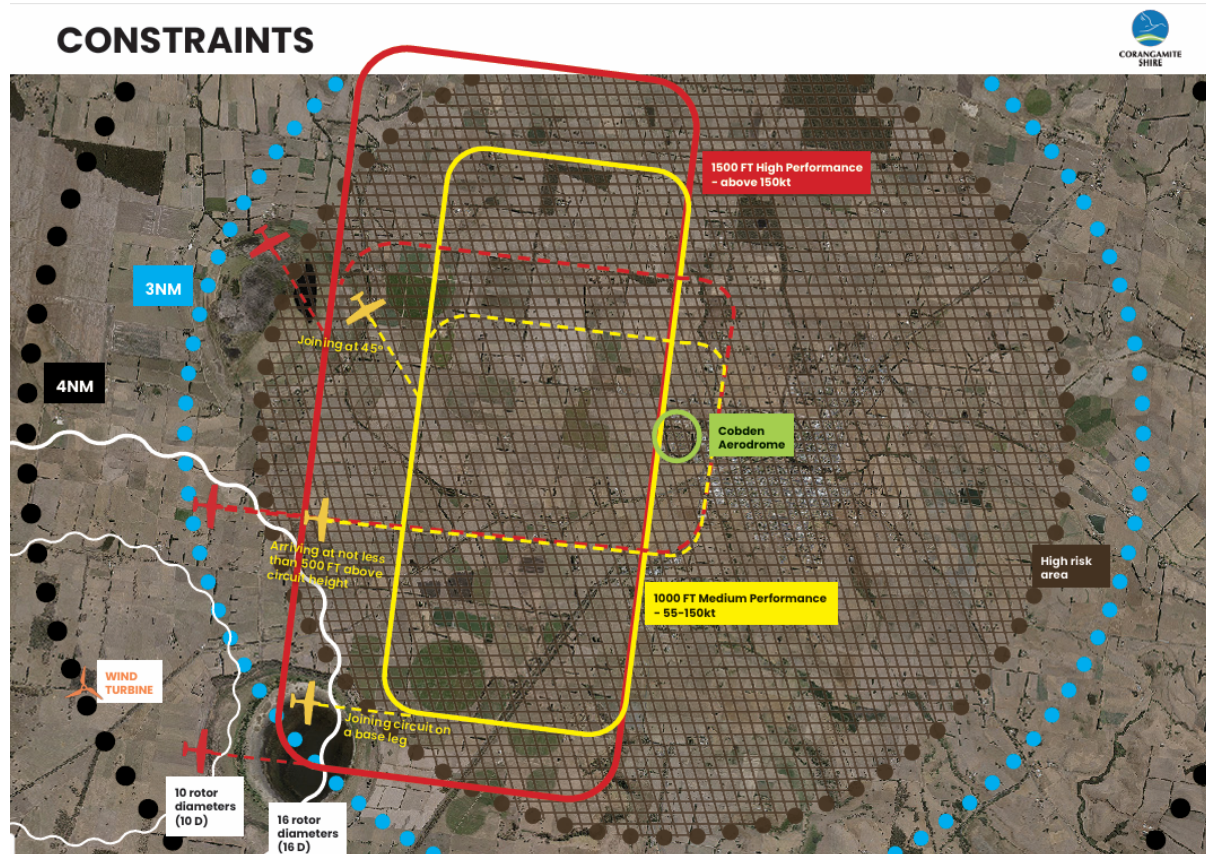 CONSTRAINTS
CORANGAMITE
SHIRE
1500 FT High Performance
- above 150kt
3NM
Joining at 45°
4NM
Cobden
Aerodrome
Arriving at not less
than 500 FT above
circuit height
High risk
area
1000 FT Medium Performance
- 55-150kt
WIND
TURBINE
Joining circuit on
a base leg
10 rotor
diameters
(10 D)
16 rotor
diameters
(16 D)